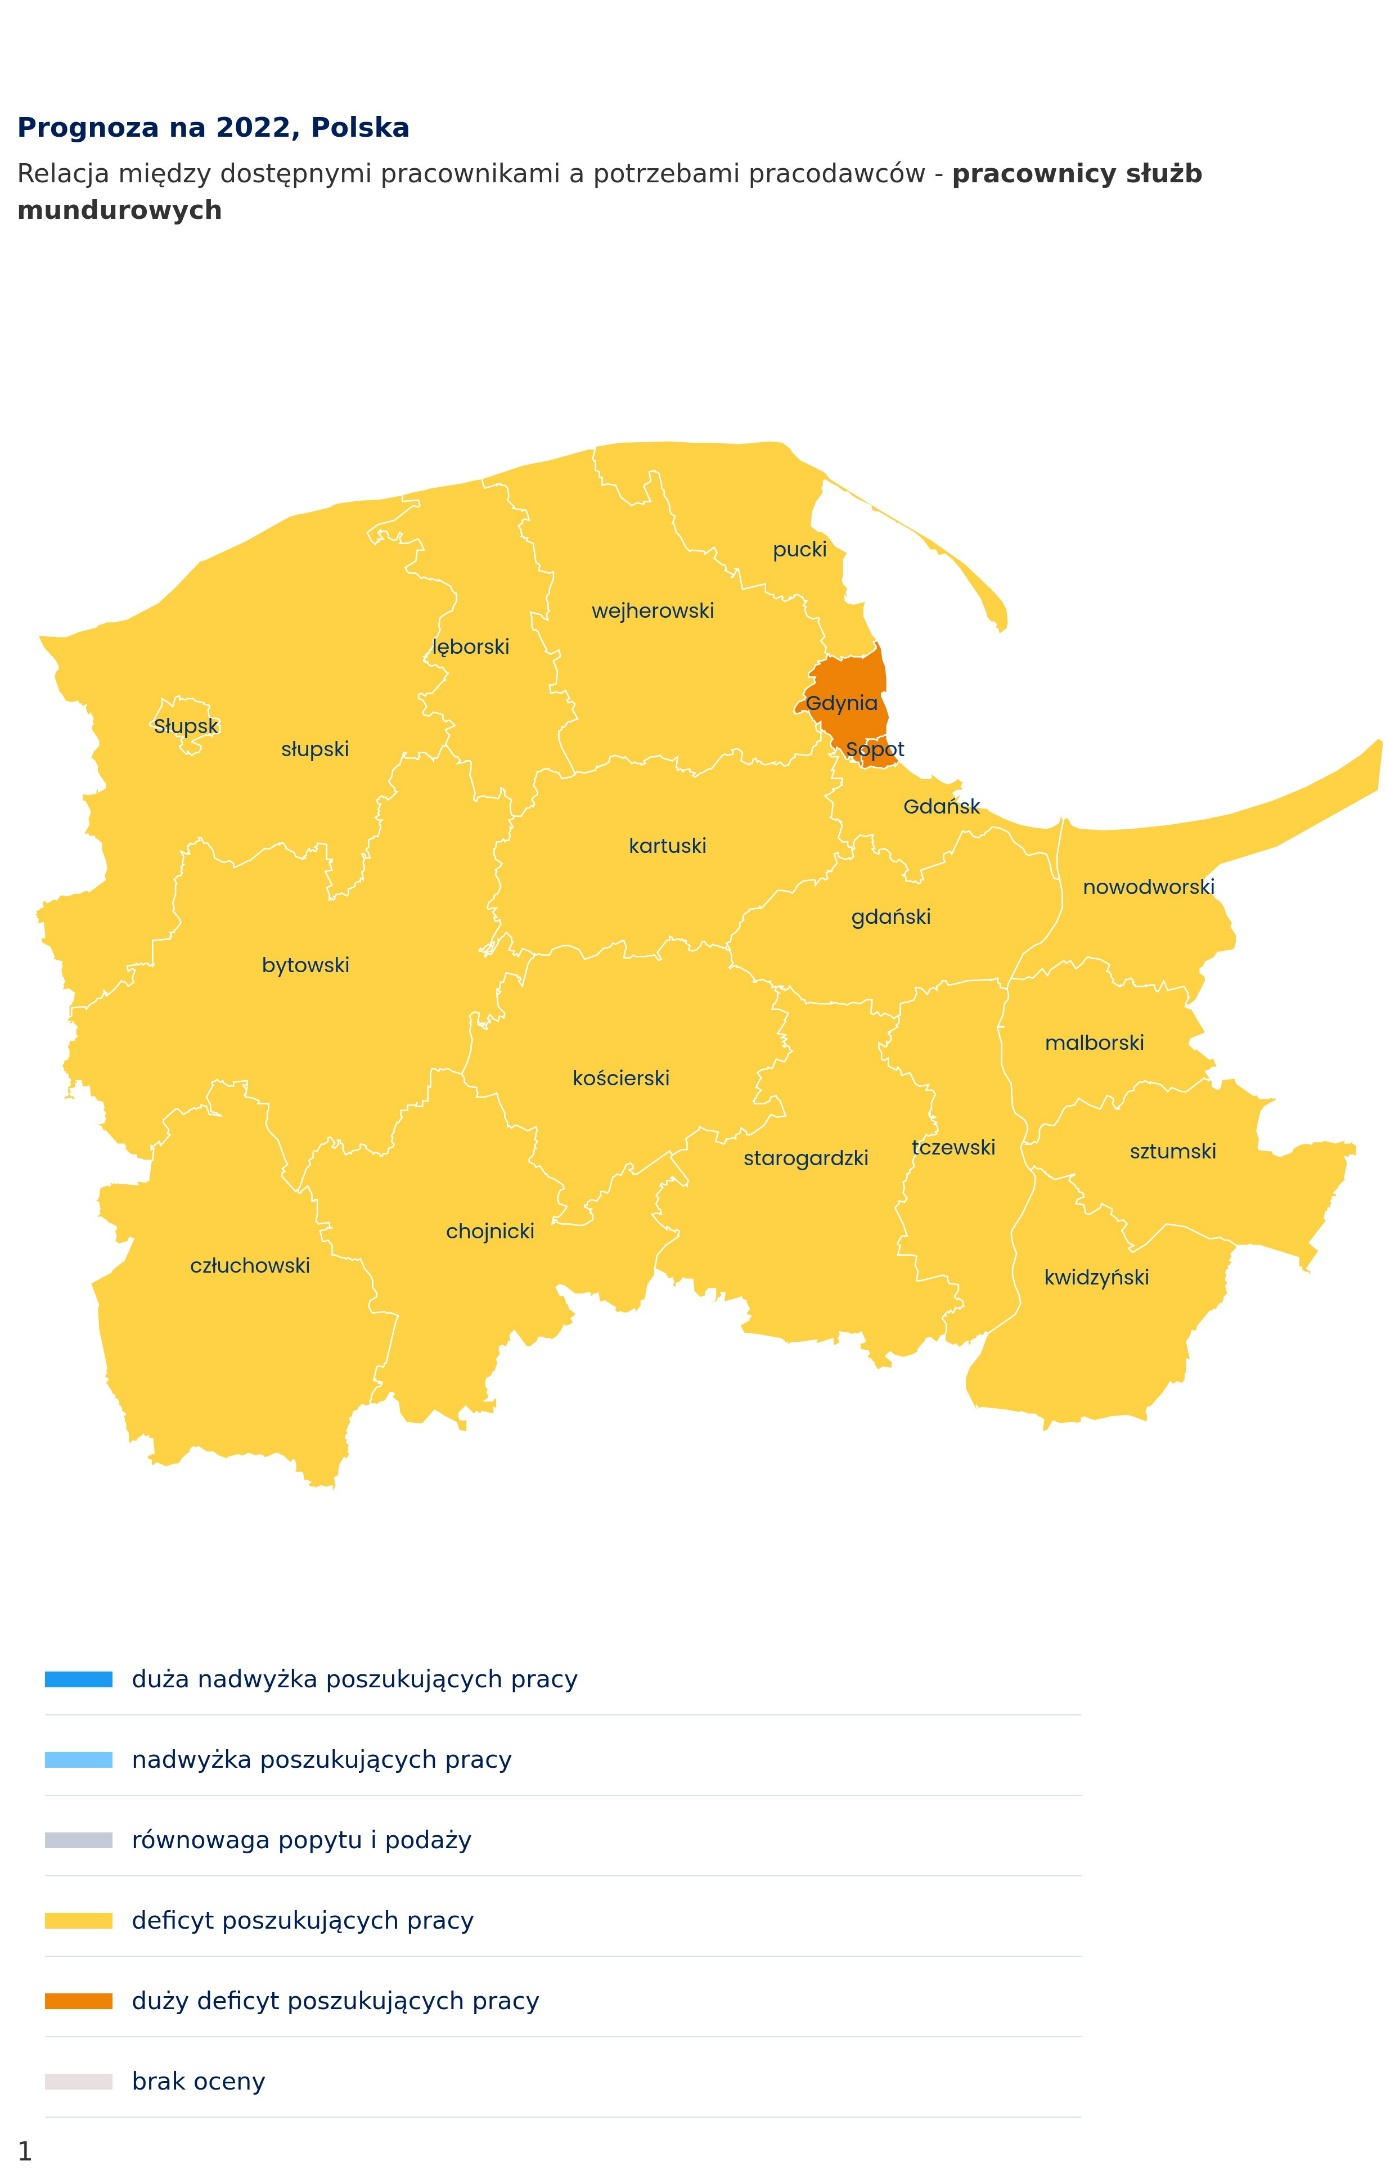 Prognoza na 2022, Polska
Relacja między dostępnymi pracownikami a potrzebami pracodawców - pracownicy służb
mundurowych
pucki
wejherowski
lęborski
Gdynia
Słupsk
słupski
Sopot
Gdańsk
kartuski
nowodworski
gdański
bytowski
malborski
kościerski
tczewski
sztumski
starogardzki
chojnicki
człuchowski
kwidzyński
duża nadwyżka poszukujących pracy
nadwyżka poszukujących pracy
równowaga popytu i podaży
deficyt poszukujących pracy
duży deficyt poszukujących pracy
brak oceny
1